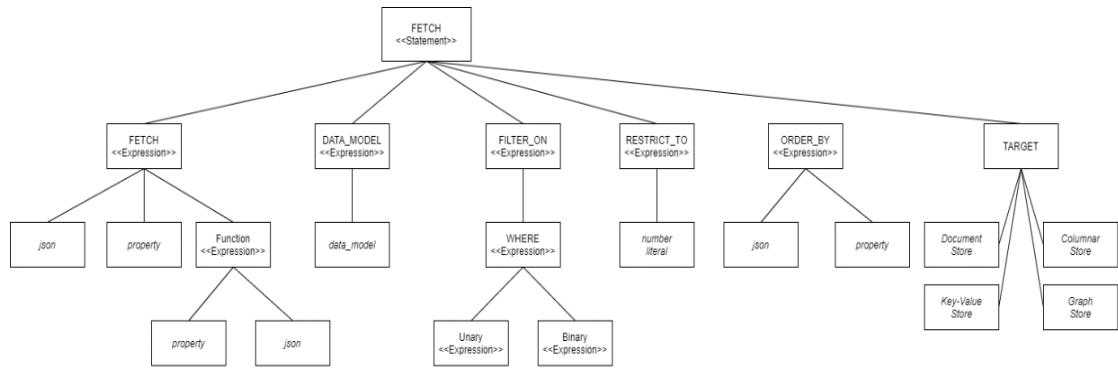 FETCH
<<Statement>>
FETCH
<<Expression>>
DATA_MODEL
<<Expression>>
FILTER_ON
<<Expression>>
RESTRICT_TO
<<Expression>>
ORDER_BY
<<Expression>>
TARGET
json
property
Function
<<Expression>>
data_model
WHERE
<<Expression>>
number
literal
json
property
Document
Store
Columnar
Store
Key-Value
Store
Graph
Store
property
json
Unary
<<Expression>>
Binary
<<Expression>>